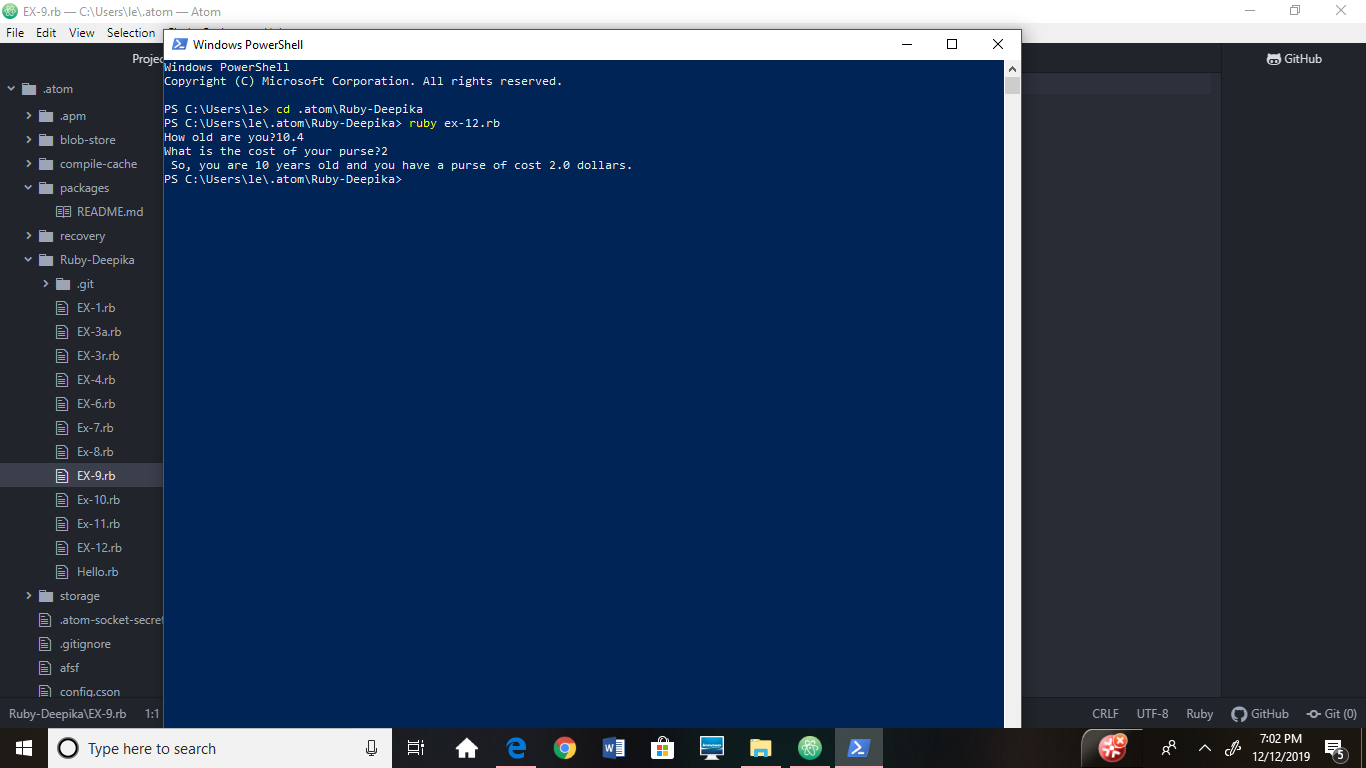 EX-9.rb — C:\Users\le\.atom — Atom
File Edit View Selection
Projec
.atom
.apm
blob-store
compile-cache
packages
README.md
recovery
Ruby-Deepika
.git
EX-1.rb
EX-3a.rb
EX-3r.rb
EX-4.rb
EX-6.rb
Ex-7.rb
Ex-8.rb
EX-9.rb
Ex-10.rb
Ex-11.rb
EX-12.rb
Hello.rb
storage
.atom-socket-secret
.gitignore
afsf
config.cson
Windows PowerShell
Windows PowerShell
Copyright (C) Microsoft Corporation. All rights reserved.
PS C:\Users\le> cd .atom\Ruby-Deepika
PS C:\Users\le\.atom\Ruby-Deepika> ruby ex-12.rb
How old are you?10.4
What is the cost of your purse?2
So, you are 10 years old and you have a purse of cost 2.0 dollars.
PS C:\Users\le\.atom\Ruby-Deepika>
GitHub
Ruby-Deepika\EX-9.rb 1:1
CRLF UTF-8 Ruby GitHub Git (0)
Type here to search
7:02 PM
12/12/2019
5